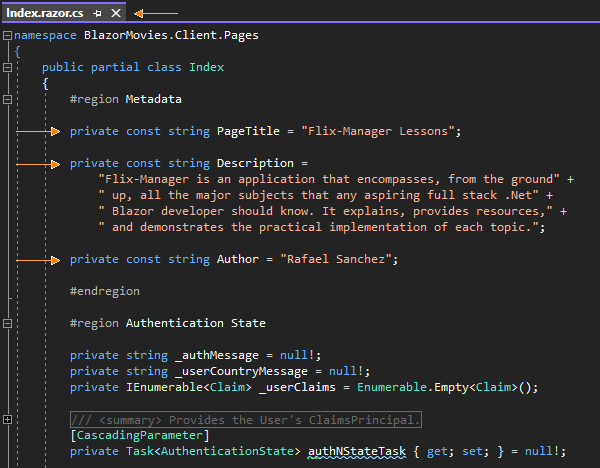 Index.razor.cs
namespace BlazorMovies.Client.Pages
{
public partial class Index
{
#region Metadata
private const string PageTitle = "Flix-Manager Lessons";
private const string Description =
"Flix-Manager is an application that encompasses, from the ground" +
" up, all the major subjects that any aspiring full stack .Net" +
" Blazor developer should know. It explains, provides resources," +
" and demonstrates the practical implementation of each topic.";
private const string Author = "Rafael Sanchez";
#endregion
#region Authentication State
private string _authMessage = null!;
private string _userCountryMessage = null!;
private IEnumerable<Claim> _userClaims = Enumerable.Empty<Claim>();
/// <summary> Provides the User's ClaimsPrincipal.
[CascadingParameter]
private Task<AuthenticationState> authNStateTask { get; set; } = null!;